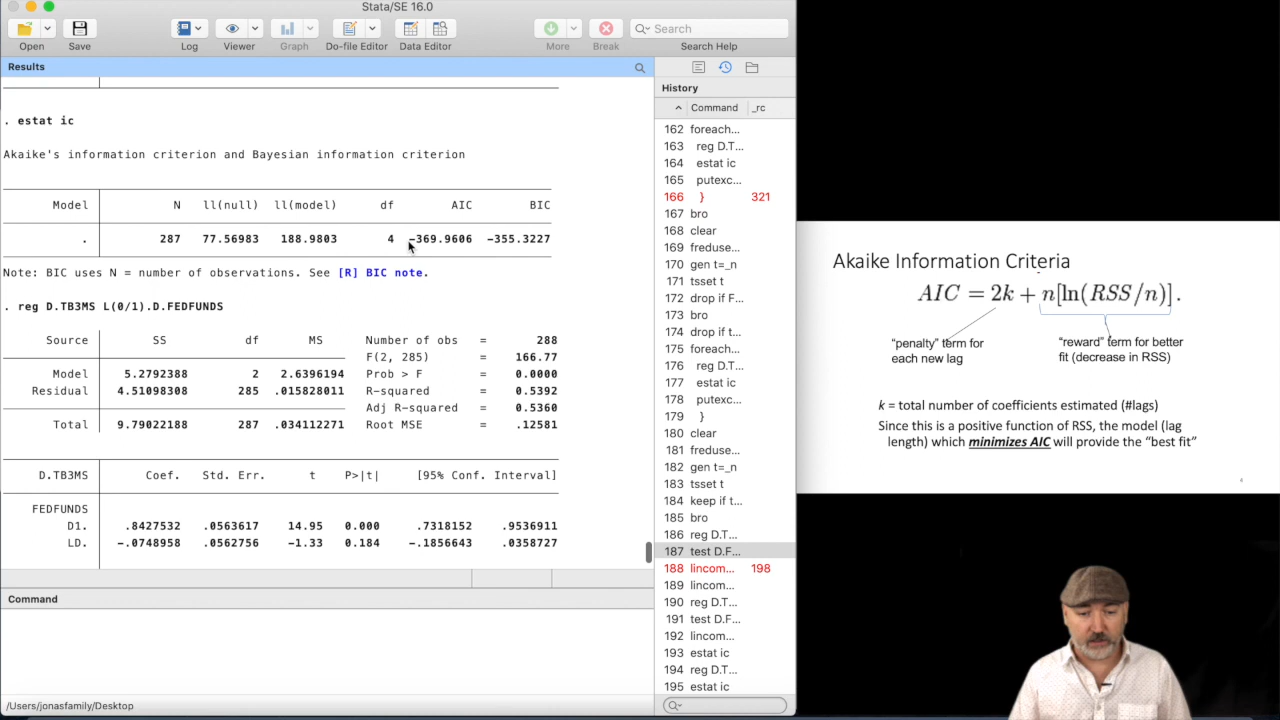 Stata/SE 16.0
Open Save Log Viewer Graph Do-file Editor Data Editor More Break Search Help
Search
Results
. estat ic
Akaike's information criterion and Bayesian information criterion
Model N ll(null) ll(model) df AIC BIC
. 287 77.56983 188.9803 4 -369.9606 -355.3227
Note: BIC uses N = number of observations. See [R] BIC note.
. reg D.TB3MS L(0/1).D.FEDFUNDS
Source SS df MS Number of obs = 288
F(2, 285) = 166.77
Model 5.2792388 2 2.6396194 Prob > F = 0.0000
Residual 4.51098308 285 .015828011 R-squared = 0.5392
Adj R-squared = 0.5360
Total 9.79022188 287 .034112271 Root MSE = .12581
D.TB3MS Coef. Std. Err. t P>|t| [95% Conf. Interval]
FEDFUNDS
D1. .8427532 .0563617 14.95 0.000 .7318152 .9536911
LD. -.0748958 .0562756 -1.33 0.184 -.1856643 .0358727
Command
/Users/jonasfamily/Desktop
History
Command _rc
162 foreach...
163 reg D.T...
164 estat ic
165 putexc...
166 } 321
167 bro
168 clear
169 freduse...
170 gen t=_n
171 tsset t
172 drop if F...
173 bro
174 drop if t...
175 foreach...
176 reg D.T...
177 estat ic
178 putexc...
179 }
180 clear
181 freduse...
182 gen t=_n
183 tsset t
184 keep if t...
185 bro
186 reg D.T...
187 test D.F...
188 lincom... 198
189 lincom...
190 reg D.T...
191 test D.F...
192 lincom...
193 estat ic
194 reg D.T...
195 estat ic
Akaike Information Criteria
AIC = 2k + n[ln(RSS/n)].
"penalty" term for
each new lag
"reward" term for better
fit (decrease in RSS)
k = total number of coefficients estimated (#lags)
Since this is a positive function of RSS, the model (lag
length) which minimizes AIC will provide the "best fit"